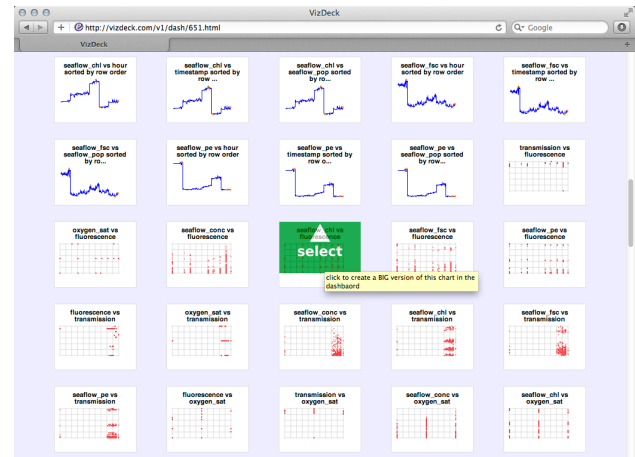 VizDeck
http://vizdeck.com/v1/dash/651.html
Google
VizDeck
seaflow_chl vs hour
sorted by row order
seaflow_chl vs
timestamp sorted by
row ...
seaflow_chl vs
seaflow_pop sorted
by ro...
seaflow_fsc vs hour
sorted by row order
seaflow_fsc vs
timestamp sorted by
row ...
seaflow_fsc vs
seaflow_pop sorted
by ro...
seaflow_pe vs hour
sorted by row order
seaflow_pe vs
timestamp sorted by
row o...
seaflow_pe vs
seaflow_pop sorted
by ro...
transmission vs
fluorescence
oxygen_sat vs
fluorescence
seaflow_conc vs
fluorescence
seaflow_chl vs
fluorescence
select
seaflow_fsc vs
fluorescence
seaflow_pe vs
fluorescence
click to create a BIG version of this chart in the
dashbaord
fluorescence vs
transmission
oxygen_sat vs
transmission
seaflow_conc vs
transmission
seaflow_chl vs
transmission
seaflow_fsc vs
transmission
seaflow_pe vs
transmission
fluorescence vs
oxygen_sat
transmission vs
oxygen_sat
seaflow_conc vs
oxygen_sat
seaflow_chl vs
oxygen_sat